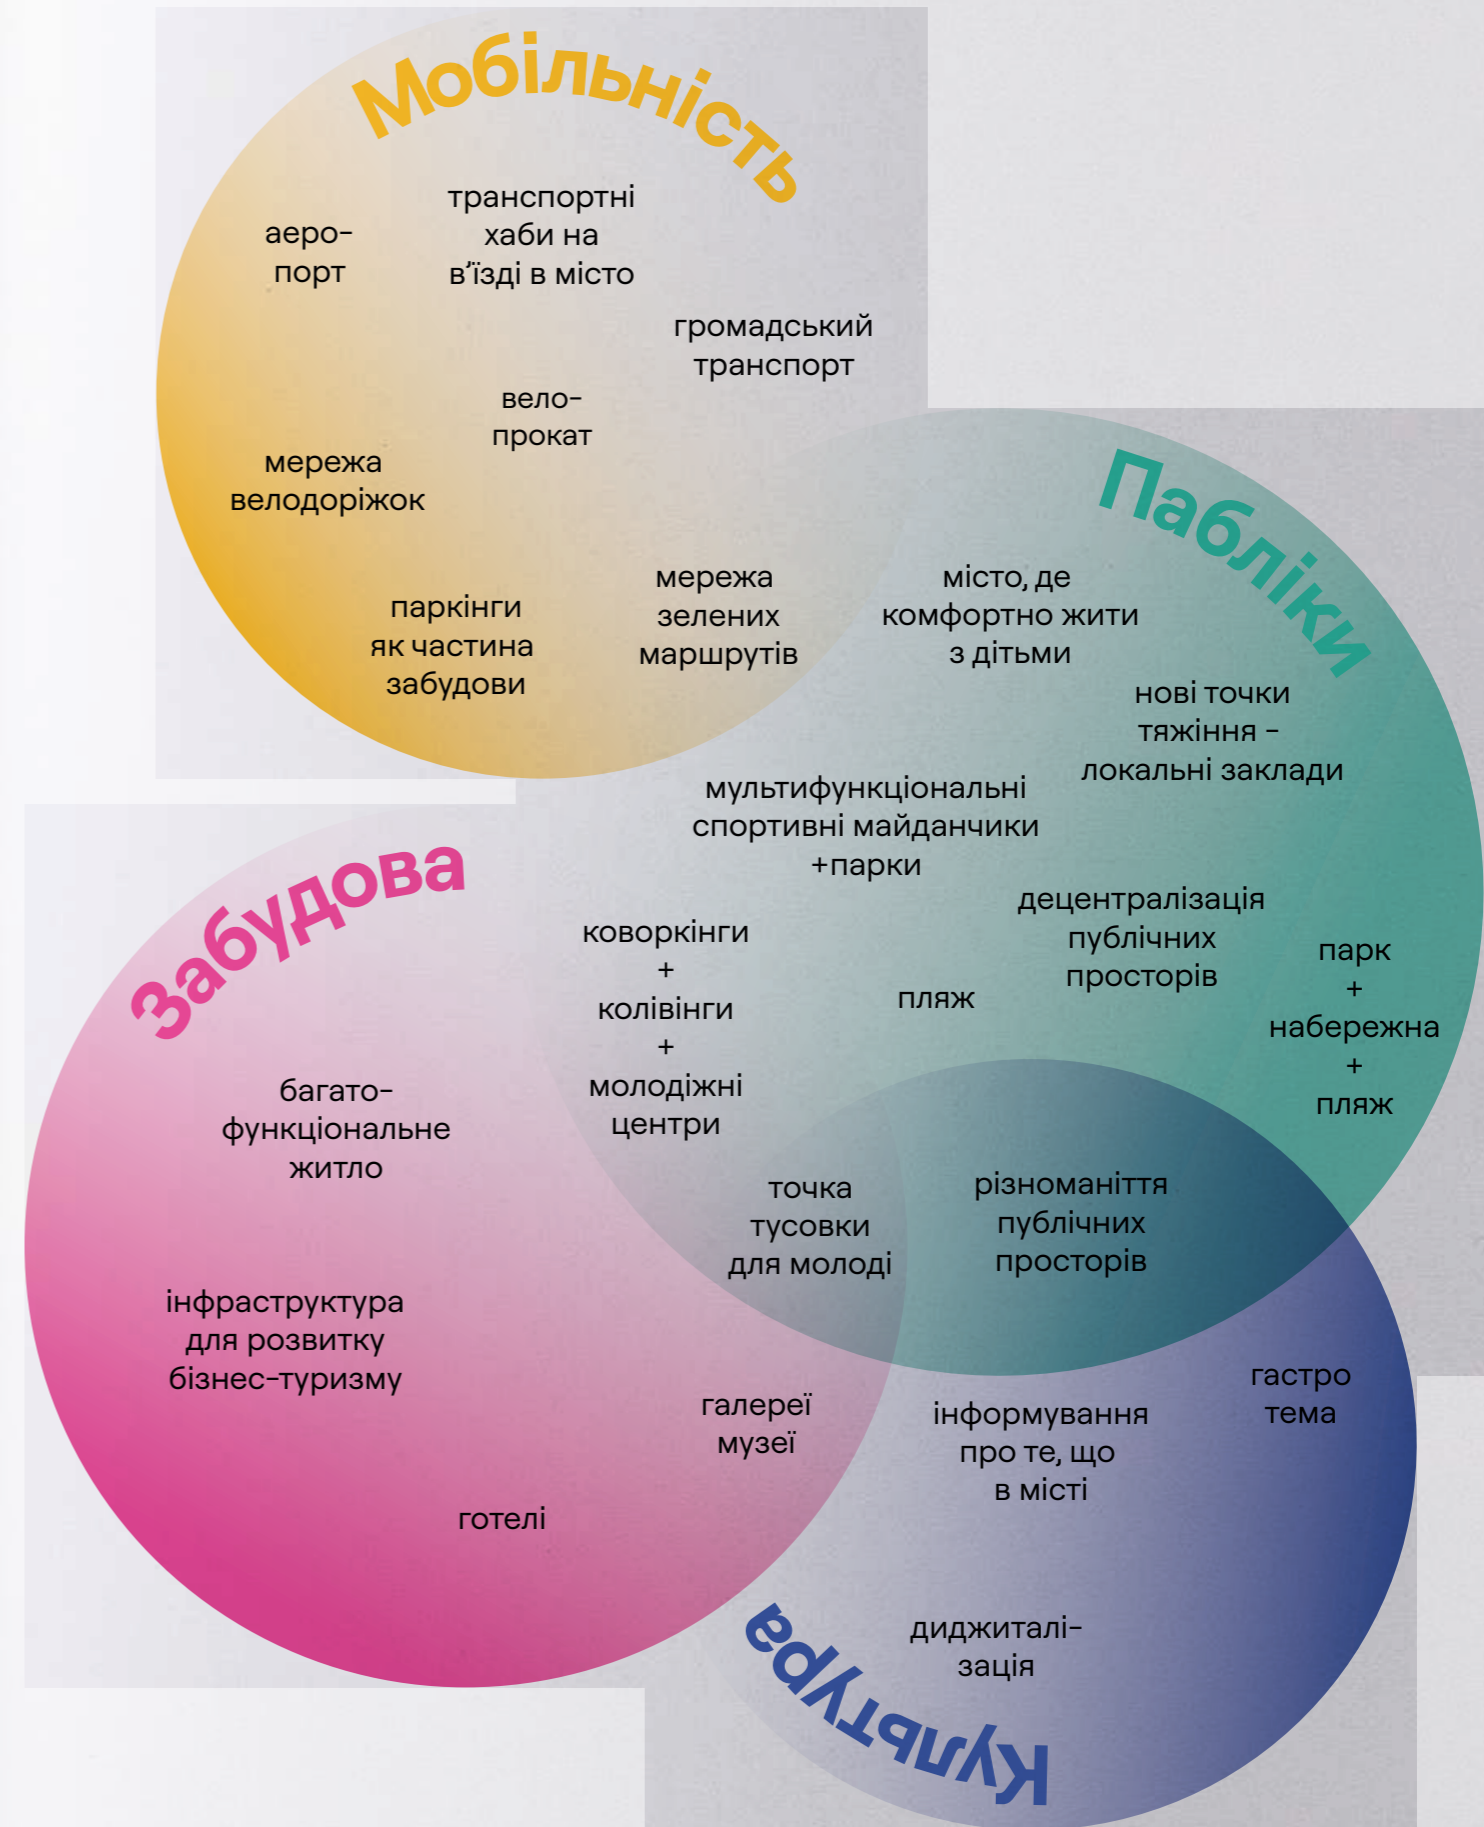 Мобільність
аеро-
порт
транспортні
хаби на
в’їзді в місто
громадський
транспорт
вело-
прокат
мережа
велодоріжок
паркінги
як частина
забудови
мережа
зелених
маршрутів
Пабліки
місто, де
комфортно жити
з дітьми
нові точки
тяжіння -
локальні заклади
мультифункціональні
спортивні майданчики
+парки
децентралізація
публічних
просторів
парк
+
набережна
+
пляж
пляж
коворкінги
+
колівінги
+
молодіжні
центри
точка
тусовки
для молоді
різноманіття
публічних
просторів
Забудова
багато-
функціональне
житло
інфраструктура
для розвитку
бізнес-туризму
готелі
галереї
музеї
інформування
про те, що
в місті
гастро
тема
диджиталі-
зація
Культура